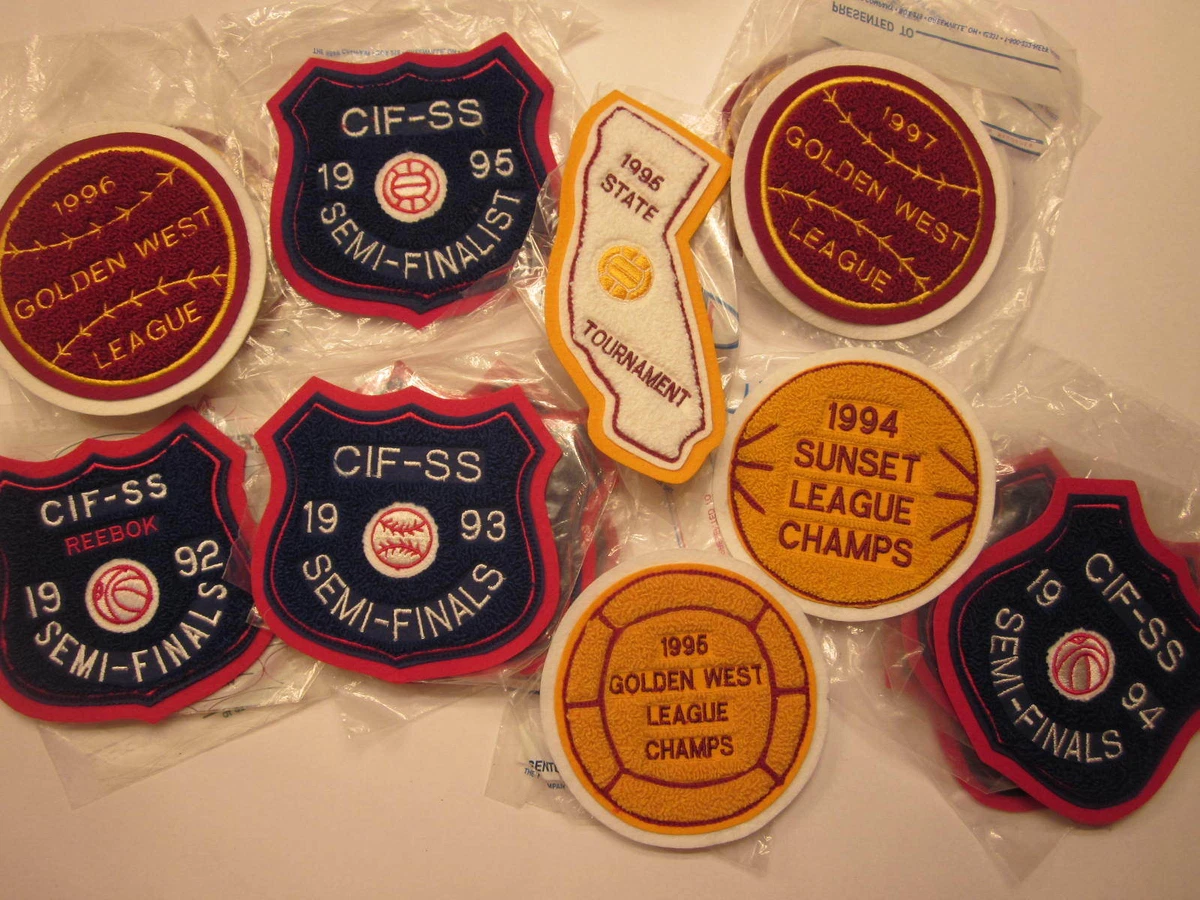 1996
GOLDEN WEST
LEAGUE
CIF-SS
19 95
SEMI-FINALIST
1995
STATE
TOURNAMENT
PRESENTED TO
1997
GOLDEN WEST
LEAGUE
CIF-SS
REEBOK
19 92
SEMI-FINALS
CIF-SS
19 93
SEMI-FINALS
1994
SUNSET
LEAGUE
CHAMPS
1995
GOLDEN WEST
LEAGUE
CHAMPS
CIF-SS
19 94
SEMI-FINALS